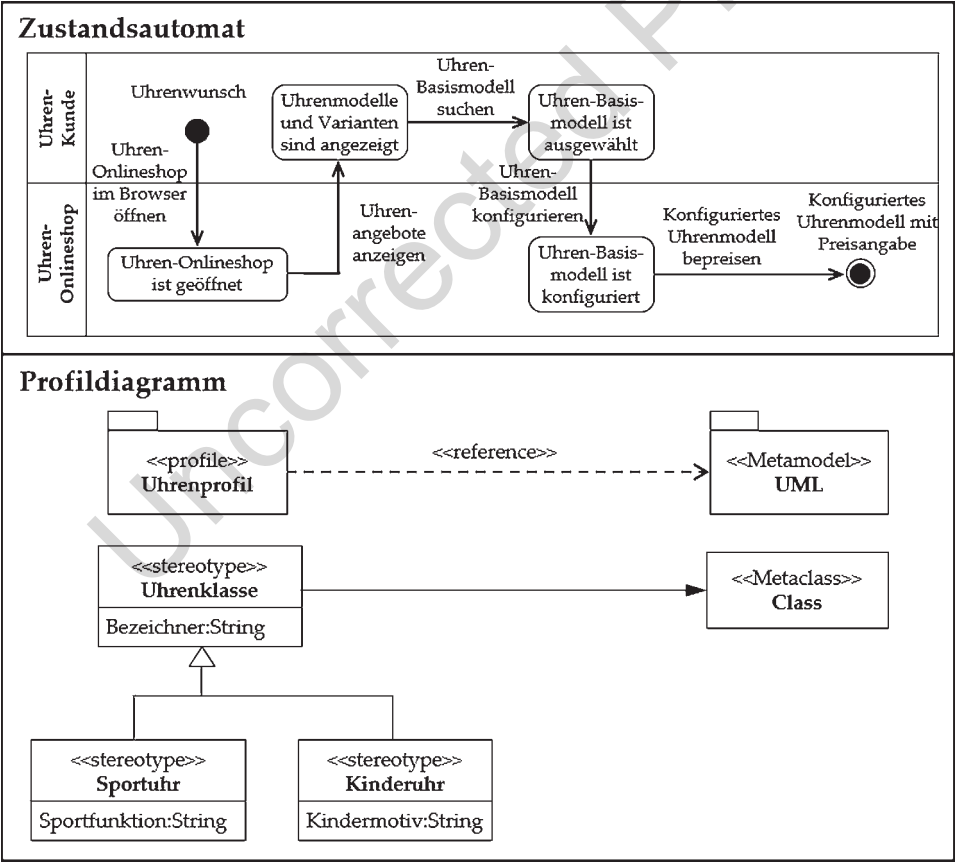 Zustandsautomat
Uhren-
Kunde
Uhrenwunsch
Uhren-
Onlineshop
im Browser
öffnen
Uhrenmodelle
und Varianten
sind angezeigt
Uhren-
Basismodell
suchen
Uhren-Basis-
modell ist
ausgewählt
Uhren-
Onlineshop
Uhren-Onlineshop
ist geöffnet
Uhren-
angebote
anzeigen
Uhren-
Basismodell
konfigurieren
Uhren-Basis-
modell ist
konfiguriert
Konfiguriertes
Uhrenmodell
bepreisen
Konfiguriertes
Uhrenmodell mit
Preisangabe
Profildiagramm
<<profile>>
Uhrenprofil
<<reference>>
<<Metamodel>>
UML
<<stereotype>>
Uhrenklasse
Bezeichner:String
<<Metaclass>>
Class
<<stereotype>>
Sportuhr
Sportfunktion:String
<<stereotype>>
Kinderuhr
Kindermotiv:String
Uncorrected P